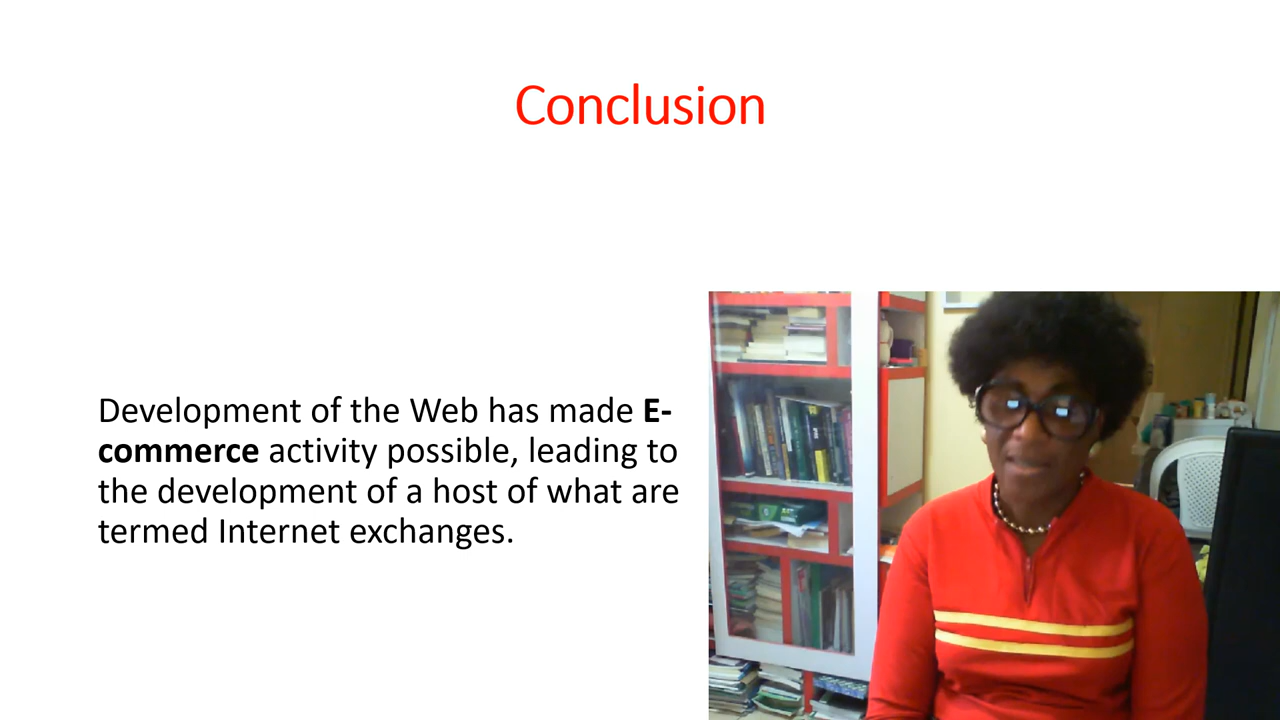 Conclusion
Development of the Web has made E-
commerce activity possible, leading to
the development of a host of what are
termed Internet exchanges.